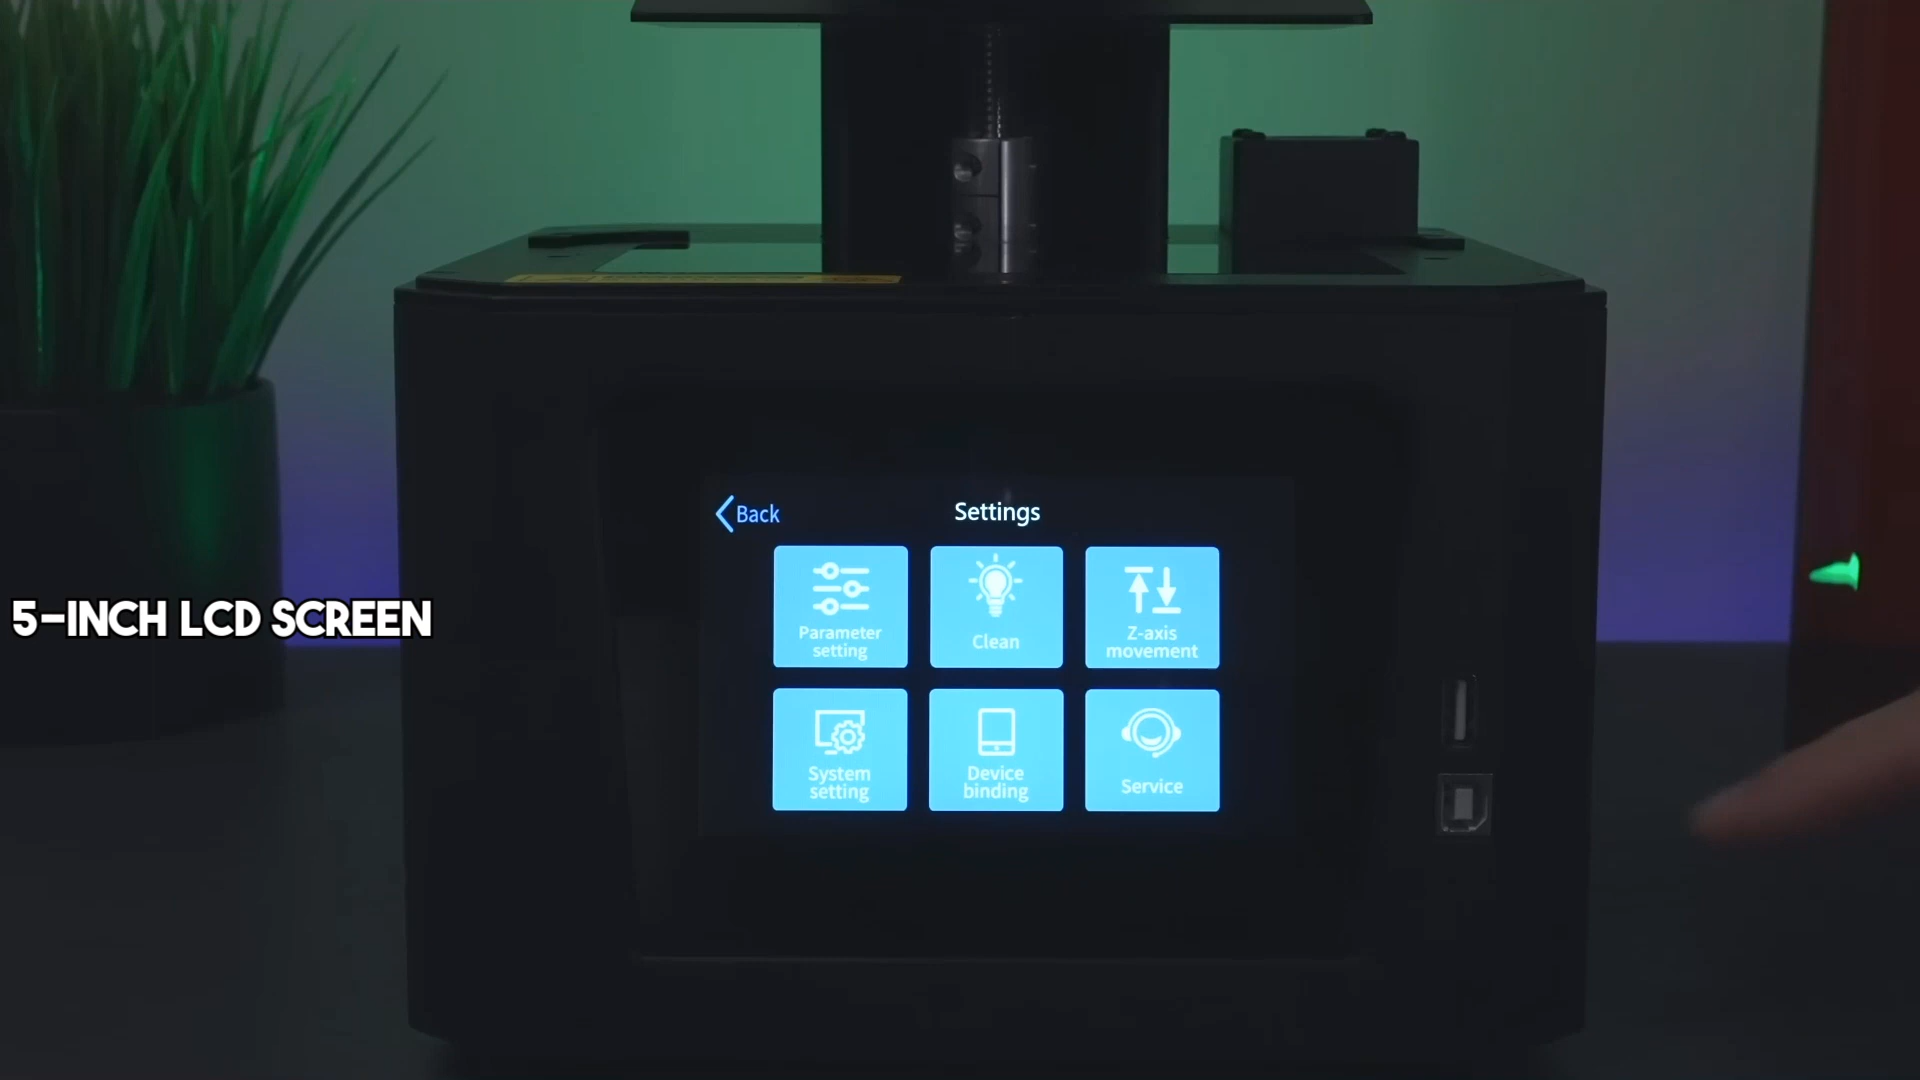 Back
Settings
Parameter
setting
Clean
Z-axis
movement
5-INCH LCD SCREEN
System
setting
Device
binding
Service